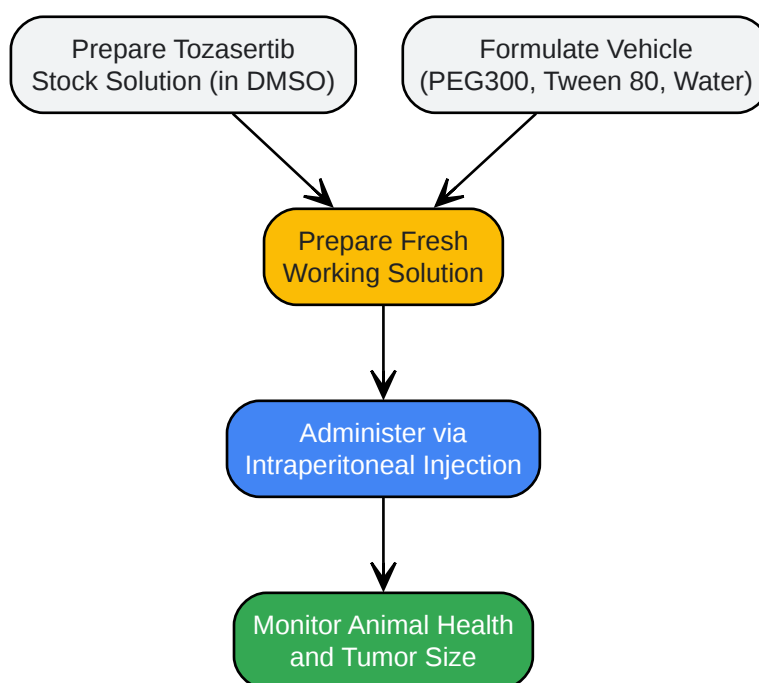 Prepare Tozasertib
Stock Solution (in DMSO)
Formulate Vehicle
(PEG300, Tween 80, Water)
Prepare Fresh
Working Solution
Administer via
Intraperitoneal Injection
Monitor Animal Health
and Tumor Size